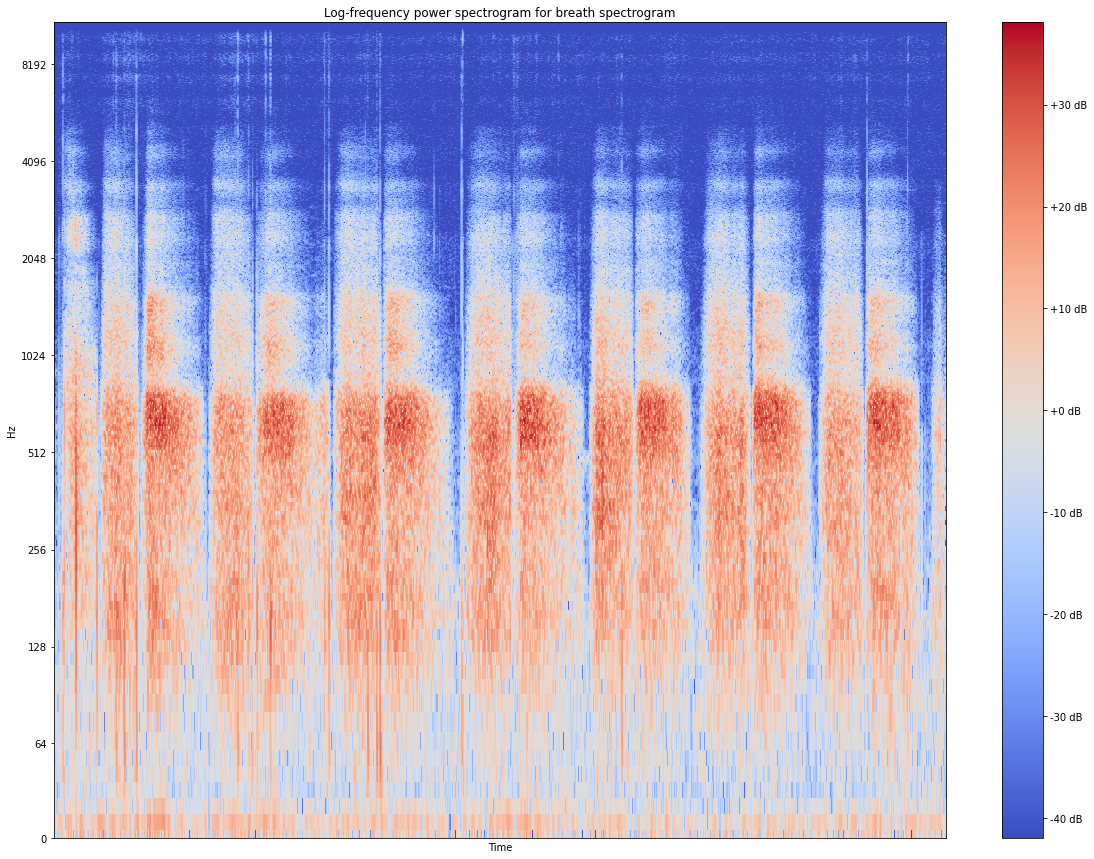 Log-frequency power spectrogram for breath spectrogram
8192
4096
2048
1024
512
256
128
64
0
Hz
Time
+30 dB
+20 dB
+10 dB
+0 dB
-10 dB
-20 dB
-30 dB
-40 dB